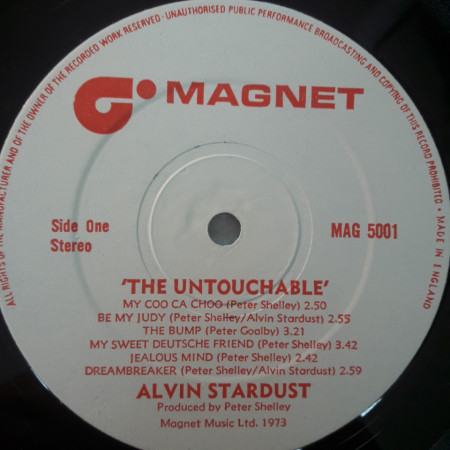 ALL RIGHTS OF THE MANUFACTURER AND OF THE OWNER OF THE RECORDED WORK RESERVED · UNAUTHORISED PUBLIC PERFORMANCE BROADCASTING AND COPYING OF THIS RECORD PROHIBITED · MADE IN ENGLAND
MAGNET
Side One
Stereo
MAG 5001
'THE UNTOUCHABLE'
MY COO CA CHOO (Peter Shelley) 2.50
BE MY JUDY (Peter Shelley/Alvin Stardust) 2.55
THE BUMP (Peter Goalby) 3.21
MY SWEET DEUTSCHE FRIEND (Peter Shelley) 3.42
JEALOUS MIND (Peter Shelley) 2.42
DREAMBREAKER (Peter Shelley/Alvin Stardust) 2.59
ALVIN STARDUST
Produced by Peter Shelley
Magnet Music Ltd. 1973